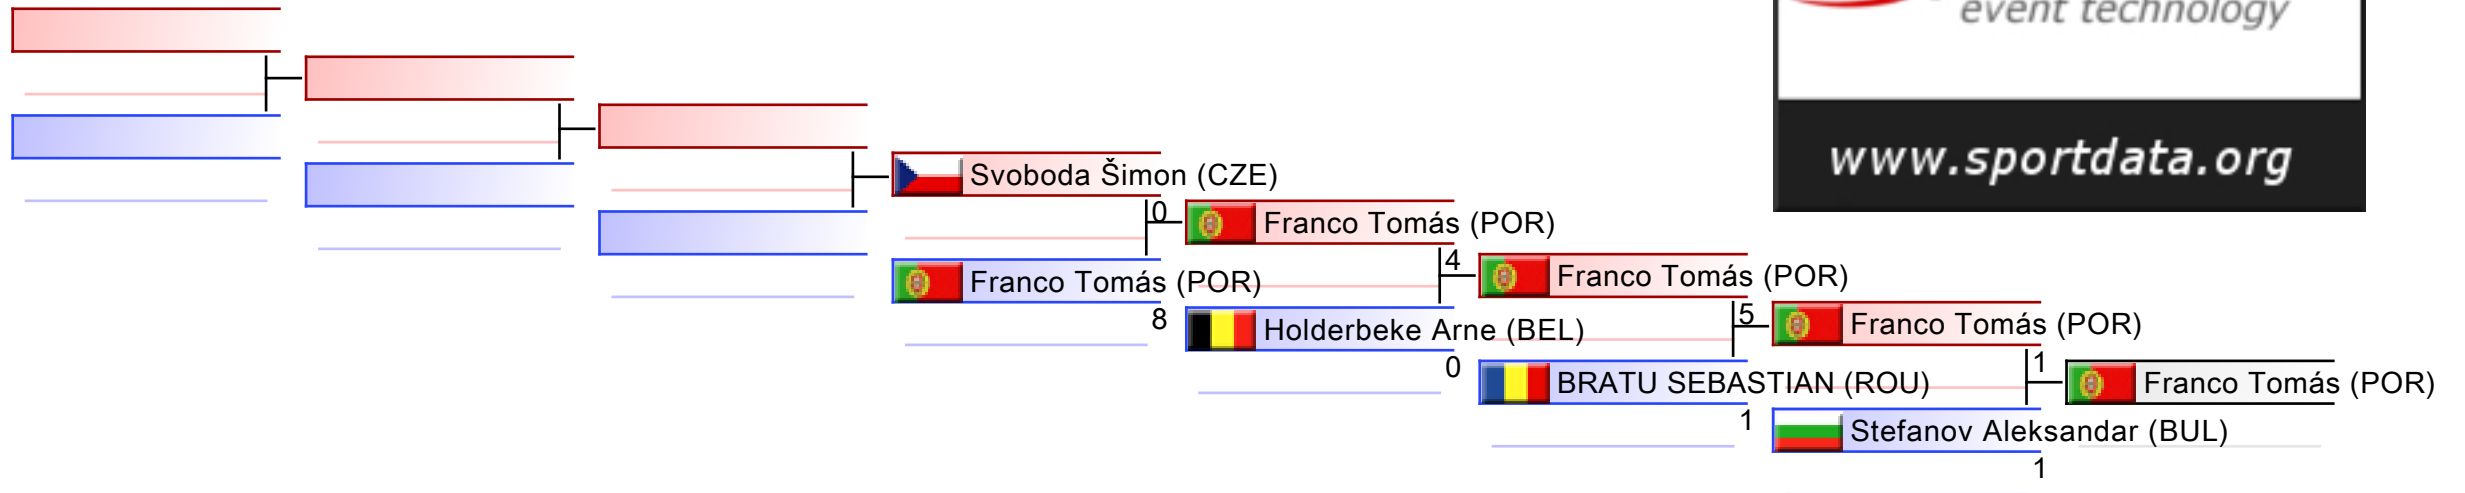 event technology
www.sportdata.org
Svoboda Šimon (CZE)
0
Franco Tomás (POR)
8
Franco Tomás (POR)
4
Holderbeke Arne (BEL)
0
Franco Tomás (POR)
5
BRATU SEBASTIAN (ROU)
1
Franco Tomás (POR)
1
Stefanov Aleksandar (BUL)
1
Franco Tomás (POR)